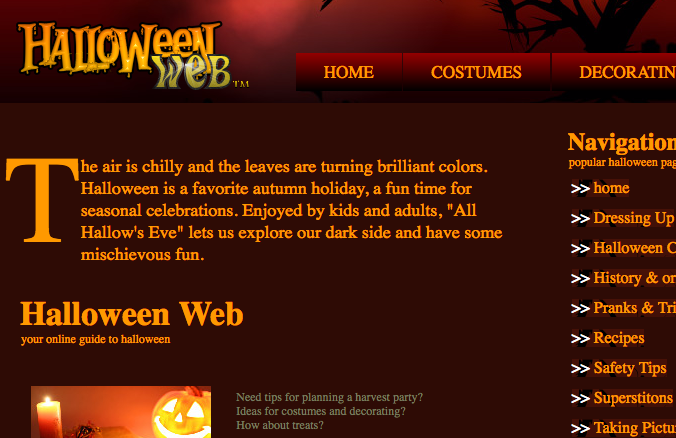 HALLOWEEN
WEB™
HOME
COSTUMES
DECORATIN
The air is chilly and the leaves are turning brilliant colors.
Halloween is a favorite autumn holiday, a fun time for
seasonal celebrations. Enjoyed by kids and adults, "All
Hallow's Eve" lets us explore our dark side and have some
mischievous fun.
Halloween Web
your online guide to halloween
Need tips for planning a harvest party?
Ideas for costumes and decorating?
How about treats?
Navigation
popular halloween pag
>> home
>> Dressing Up
>> Halloween C
>> History & or
>> Pranks & Tri
>> Recipes
>> Safety Tips
>> Superstitons
>> Taking Pictu